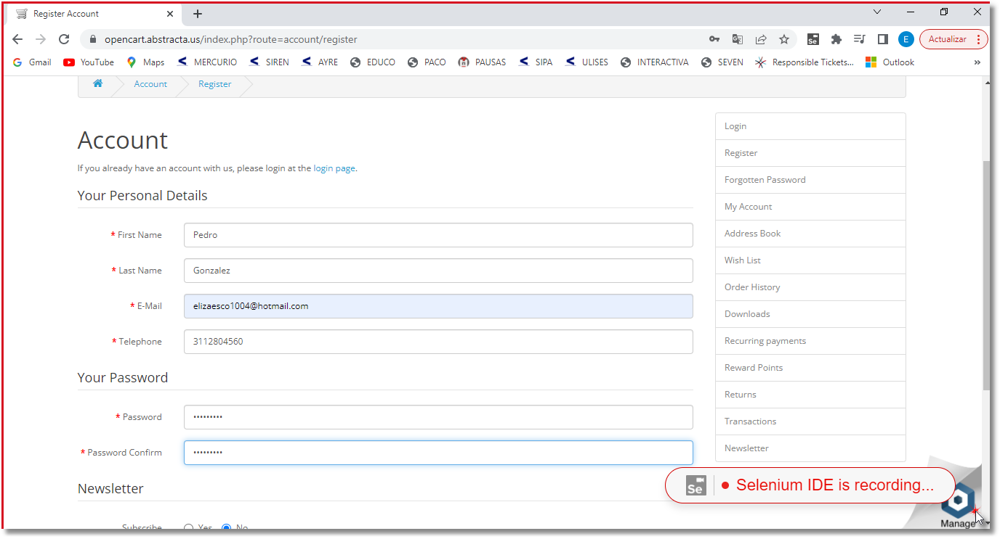 Register Account
opencart.abstracta.us/index.php?route=account/register
Se
E
Actualizar
Gmail YouTube Maps MERCURIO SIREN AYRE EDUCO PACO PAUSAS SIPA ULISES INTERACTIVA SEVEN Responsible Tickets... Outlook »
Account Register
Account
If you already have an account with us, please login at the login page.
Your Personal Details
* First Name Pedro
* Last Name Gonzalez
* E-Mail elizaesco1004@hotmail.com
* Telephone 3112804560
Your Password
* Password •••••••••
* Password Confirm •••••••••
Newsletter
Subscribe Yes No
Login
Register
Forgotten Password
My Account
Address Book
Wish List
Order History
Downloads
Recurring payments
Reward Points
Returns
Transactions
Newsletter
Se Selenium IDE is recording...
Manage